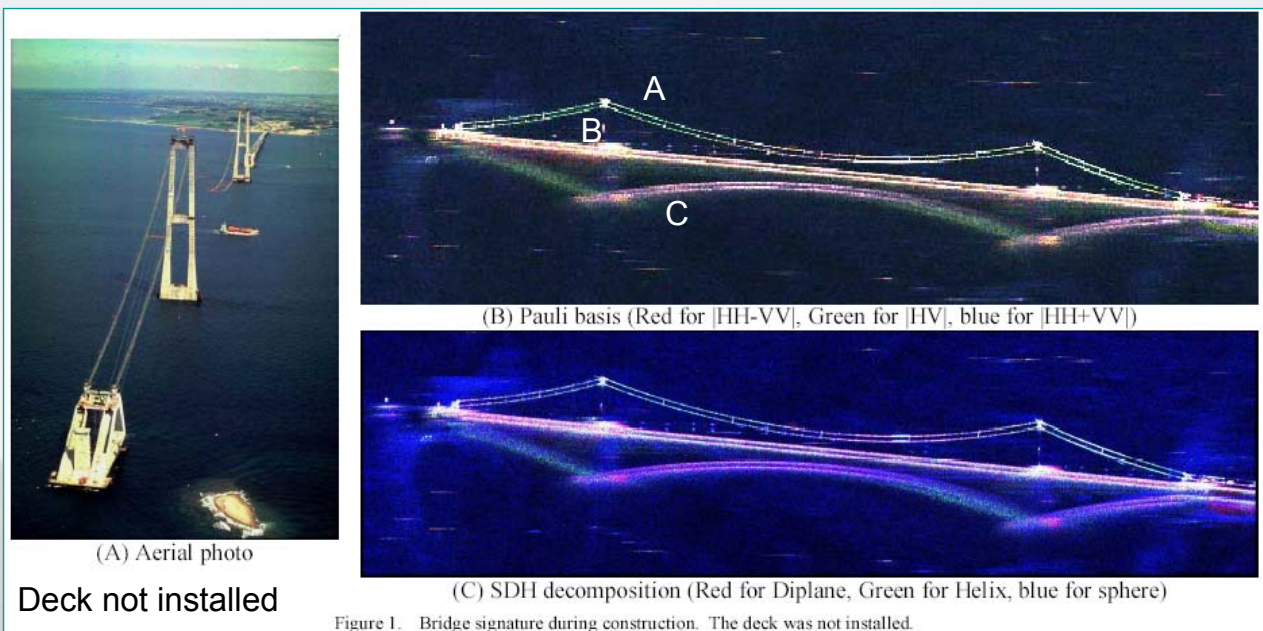 A
B
C
(B) Pauli basis (Red for |HH-VV|, Green for |HV|, blue for |HH+VV|)
(A) Aerial photo
(C) SDH decomposition (Red for Diplane, Green for Helix, blue for sphere)
Deck not installed
Figure 1. Bridge signature during construction. The deck was not installed.